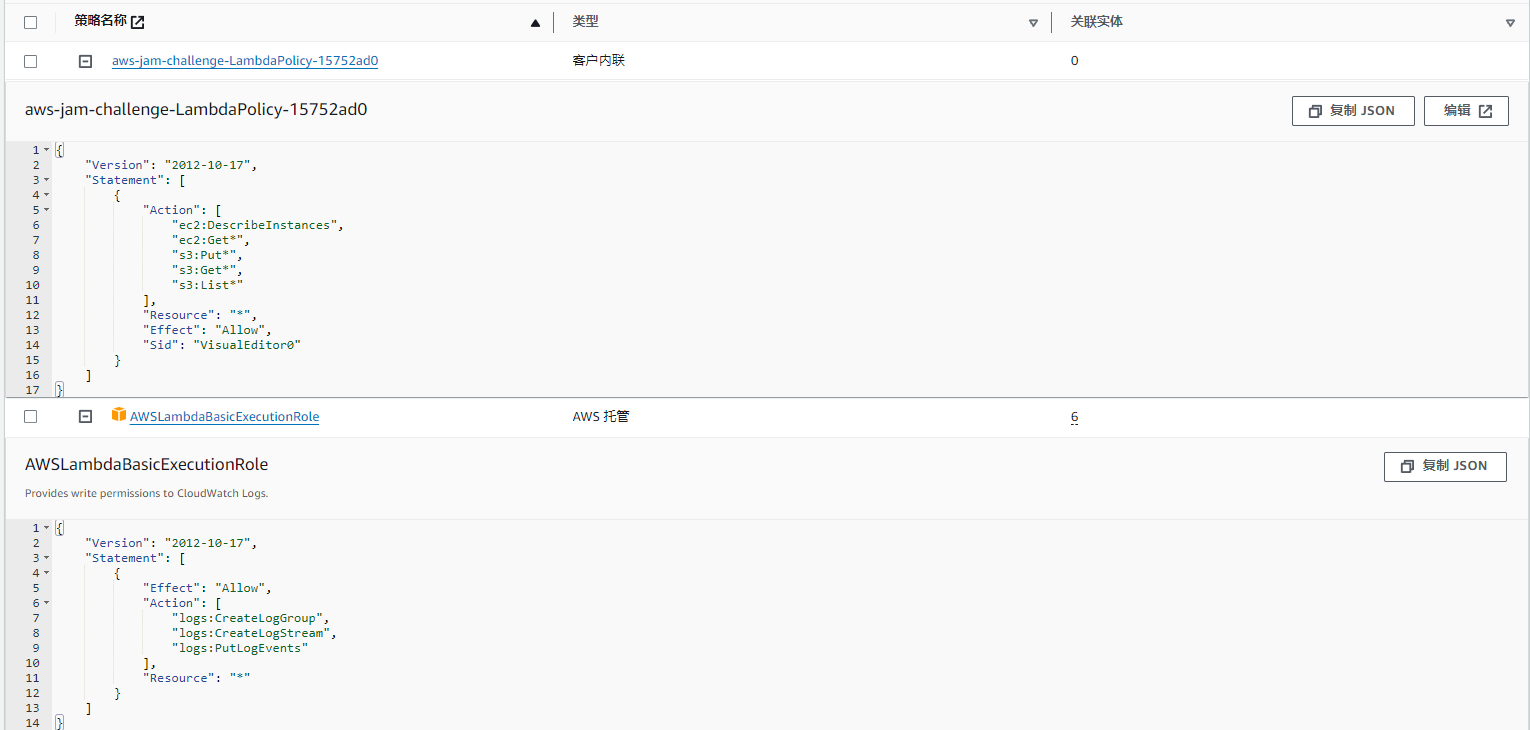 策略名称 类型 关联实体
aws-jam-challenge-LambdaPolicy-15752ad0 客户内联 0
aws-jam-challenge-LambdaPolicy-15752ad0 复制 JSON 编辑
1 {
2 "Version": "2012-10-17",
3 "Statement": [
4 {
5 "Action": [
6 "ec2:DescribeInstances",
7 "ec2:Get*",
8 "s3:Put*",
9 "s3:Get*",
10 "s3:List*"
11 ],
12 "Resource": "*",
13 "Effect": "Allow",
14 "Sid": "VisualEditor0"
15 }
16 ]
17 }
AWSLambdaBasicExecutionRole AWS 托管 6
AWSLambdaBasicExecutionRole 复制 JSON
Provides write permissions to CloudWatch Logs.
1 {
2 "Version": "2012-10-17",
3 "Statement": [
4 {
5 "Effect": "Allow",
6 "Action": [
7 "logs:CreateLogGroup",
8 "logs:CreateLogStream",
9 "logs:PutLogEvents"
10 ],
11 "Resource": "*"
12 }
13 ]
14 }